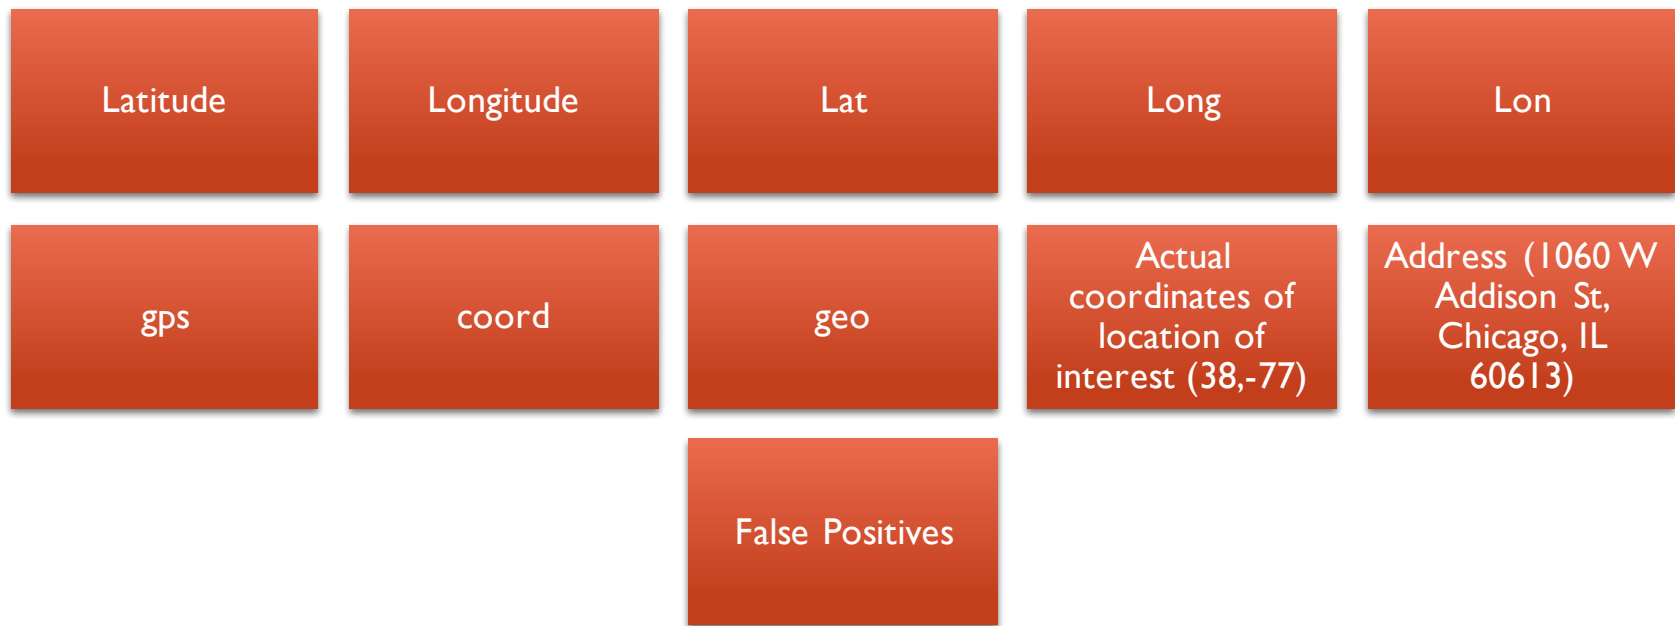 Latitude
Longitude
Lat
Long
Lon
gps
coord
geo
Actual
coordinates of
location of
interest (38,-77)
Address (1060 W
Addison St,
Chicago, IL
60613)
False Positives